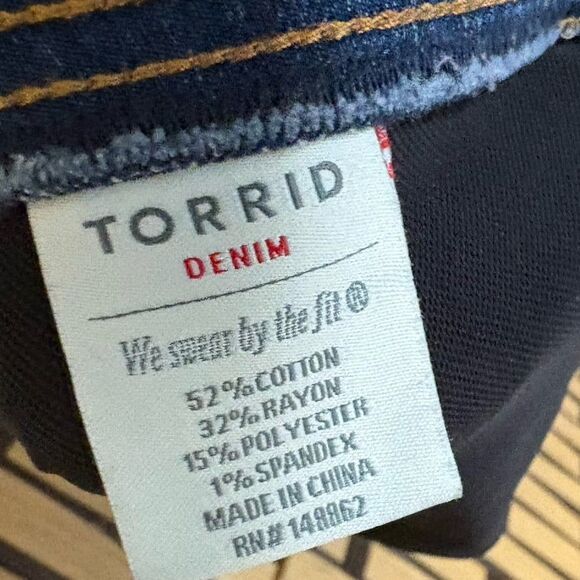 TORRID
DENIM
We swear by the fit®
52%COTTON
32%RAYON
15%POLYESTER
1%SPANDEX
MADE IN CHINA
RN# 148862